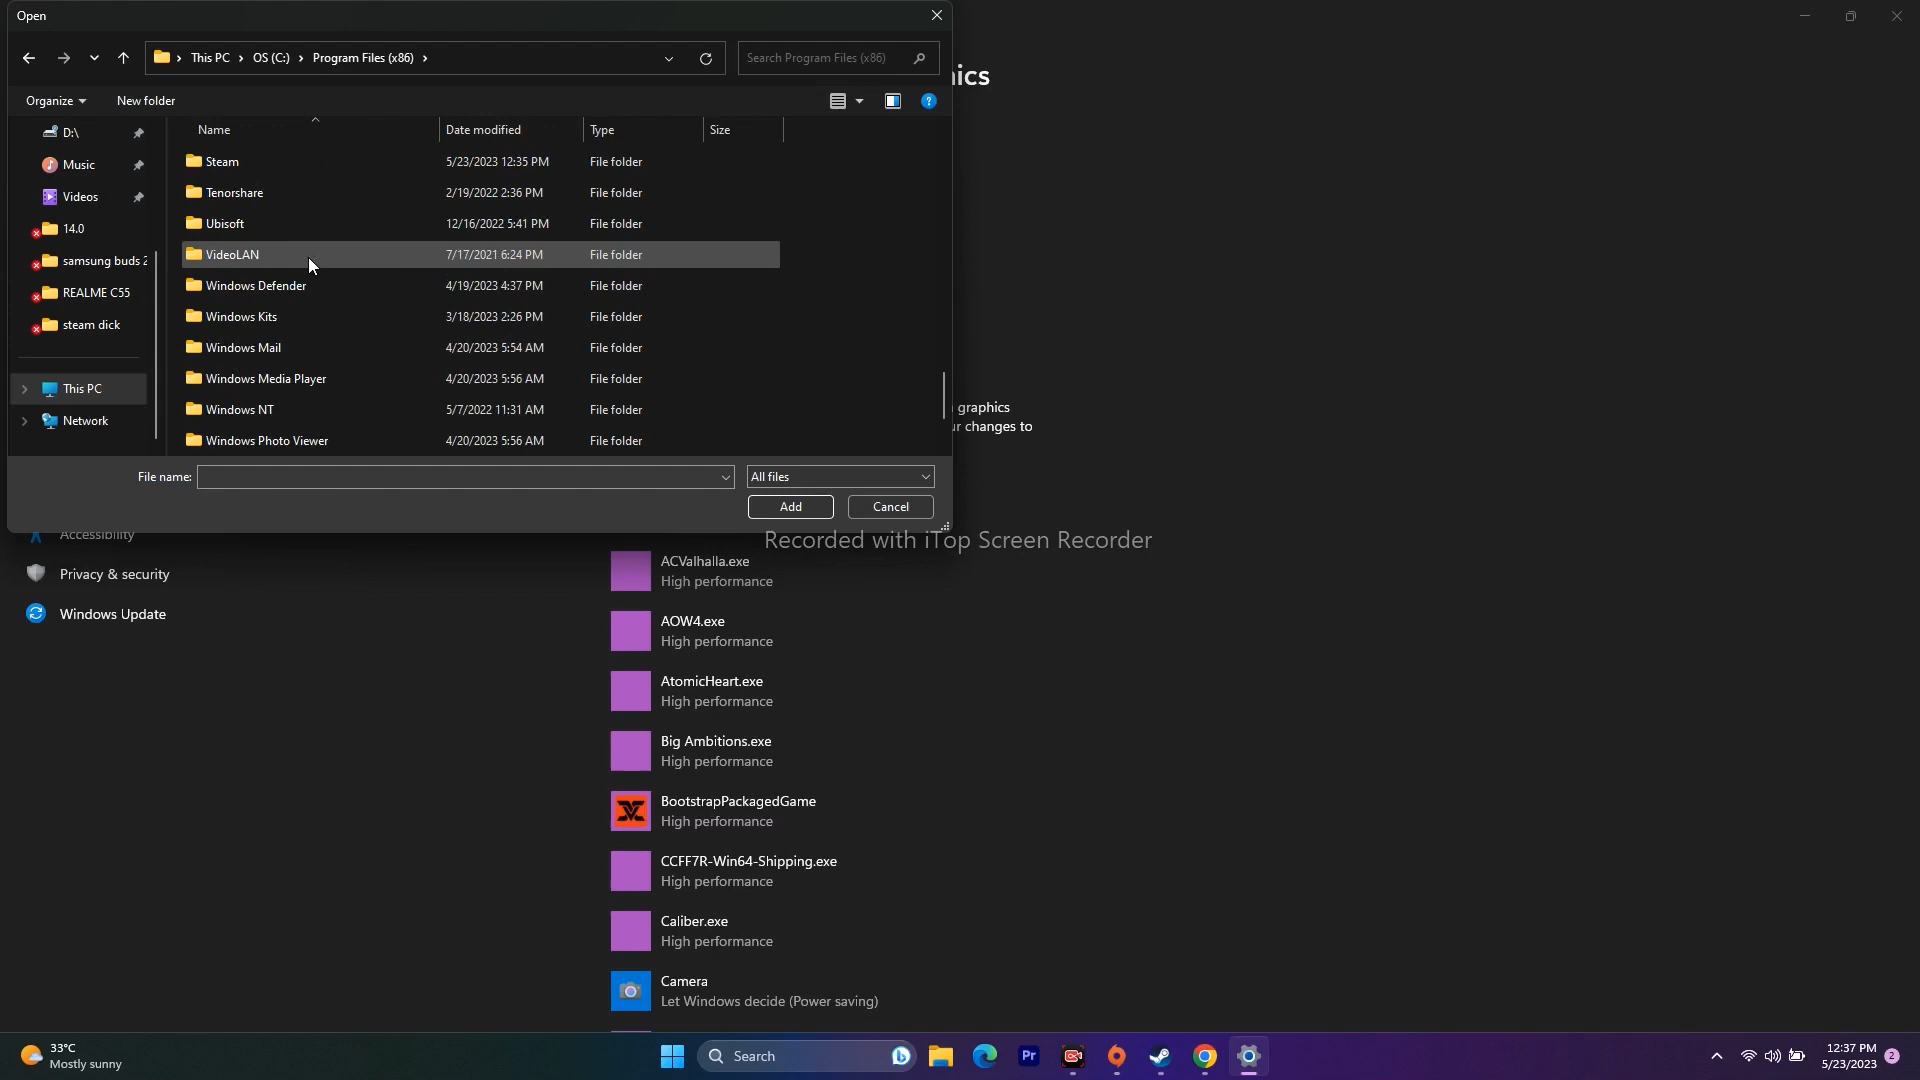 Open
This PC > OS (C:) > Program Files (x86) >
Search Program Files (x86)
Organize
New folder
Name
Date modified
Type
Size
D:\
Music
Videos
14.0
samsung buds 2
REALME C55
steam dick
This PC
Network
Steam 5/23/2023 12:35 PM File folder
Tenorshare 2/19/2022 2:36 PM File folder
Ubisoft 12/16/2022 5:41 PM File folder
VideoLAN 7/17/2021 6:24 PM File folder
Windows Defender 4/19/2023 4:37 PM File folder
Windows Kits 3/18/2023 2:26 PM File folder
Windows Mail 4/20/2023 5:54 AM File folder
Windows Media Player 4/20/2023 5:56 AM File folder
Windows NT 5/7/2022 11:31 AM File folder
Windows Photo Viewer 4/20/2023 5:56 AM File folder
File name:
All files
Add
Cancel
ics
graphics
ur changes to
Accessibility
Privacy & security
Windows Update
Recorded with iTop Screen Recorder
ACValhalla.exe
High performance
AOW4.exe
High performance
AtomicHeart.exe
High performance
Big Ambitions.exe
High performance
BootstrapPackagedGame
High performance
CCFF7R-Win64-Shipping.exe
High performance
Caliber.exe
High performance
Camera
Let Windows decide (Power saving)
33°C
Mostly sunny
Search
Pr
12:37 PM
5/23/2023
2